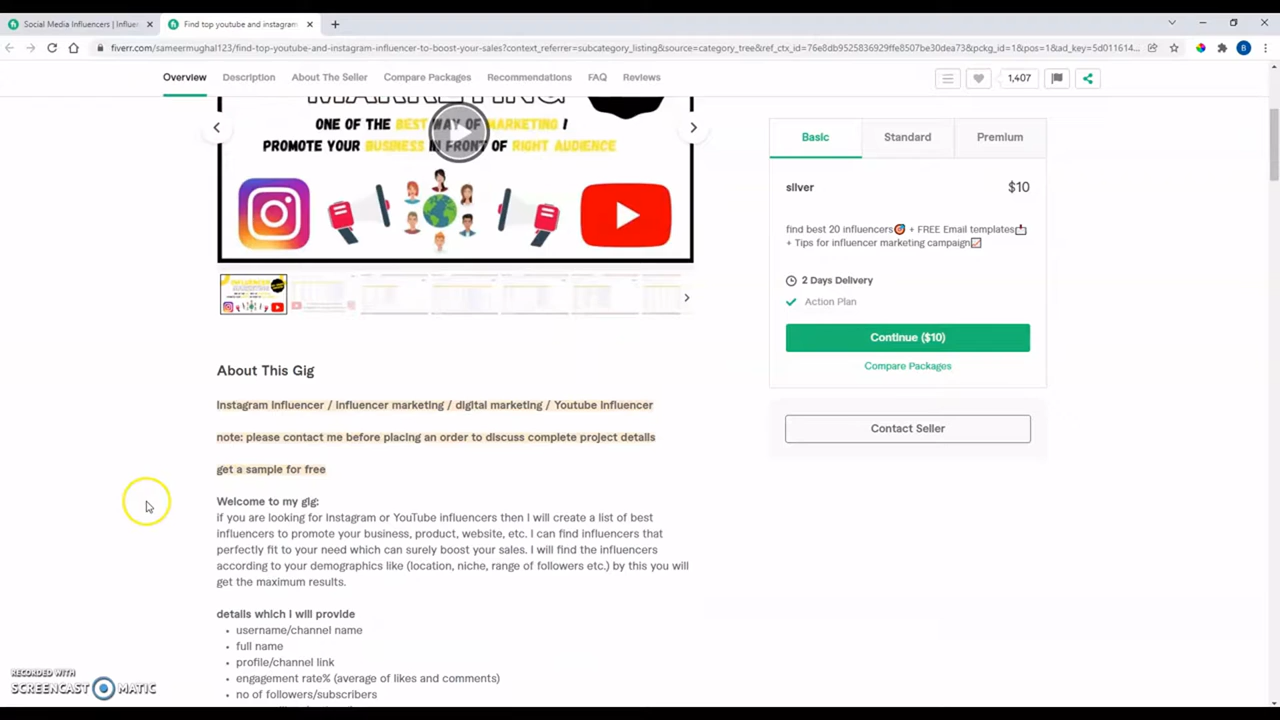 Social Media Influencers | Influen
Find top youtube and instagram
fiverr.com/sameermughal123/find-top-youtube-and-instagram-influencer-to-boost-your-sales?context_referrer=subcategory_listing&source=category_tree&ref_ctx_id=76e8db9525836929ffe8507be30dea73&pckg_id=1&pos=1&ad_key=5d011614...
B
Overview
Description
About The Seller
Compare Packages
Recommendations
FAQ
Reviews
1,407
MARKETING
ONE OF THE BEST WAY OF MARKETING !
PROMOTE YOUR BUSINESS IN FRONT OF RIGHT AUDIENCE
Basic
Standard
Premium
silver
$10
find best 20 influencers🎯 + FREE Email templates📩
+ Tips for influencer marketing campaign📈
2 Days Delivery
Action Plan
Continue ($10)
Compare Packages
Contact Seller
About This Gig
Instagram Influencer / influencer marketing / digital marketing / Youtube Influencer
note: please contact me before placing an order to discuss complete project details
get a sample for free
Welcome to my gig:
if you are looking for Instagram or YouTube influencers then I will create a list of best
influencers to promote your business, product, website, etc. I can find influencers that
perfectly fit to your need which can surely boost your sales. I will find the influencers
according to your demographics like (location, niche, range of followers etc.) by this you will
get the maximum results.
details which I will provide
• username/channel name
• full name
• profile/channel link
• engagement rate% (average of likes and comments)
• no of followers/subscribers
RECORDED WITH
SCREENCAST MATIC